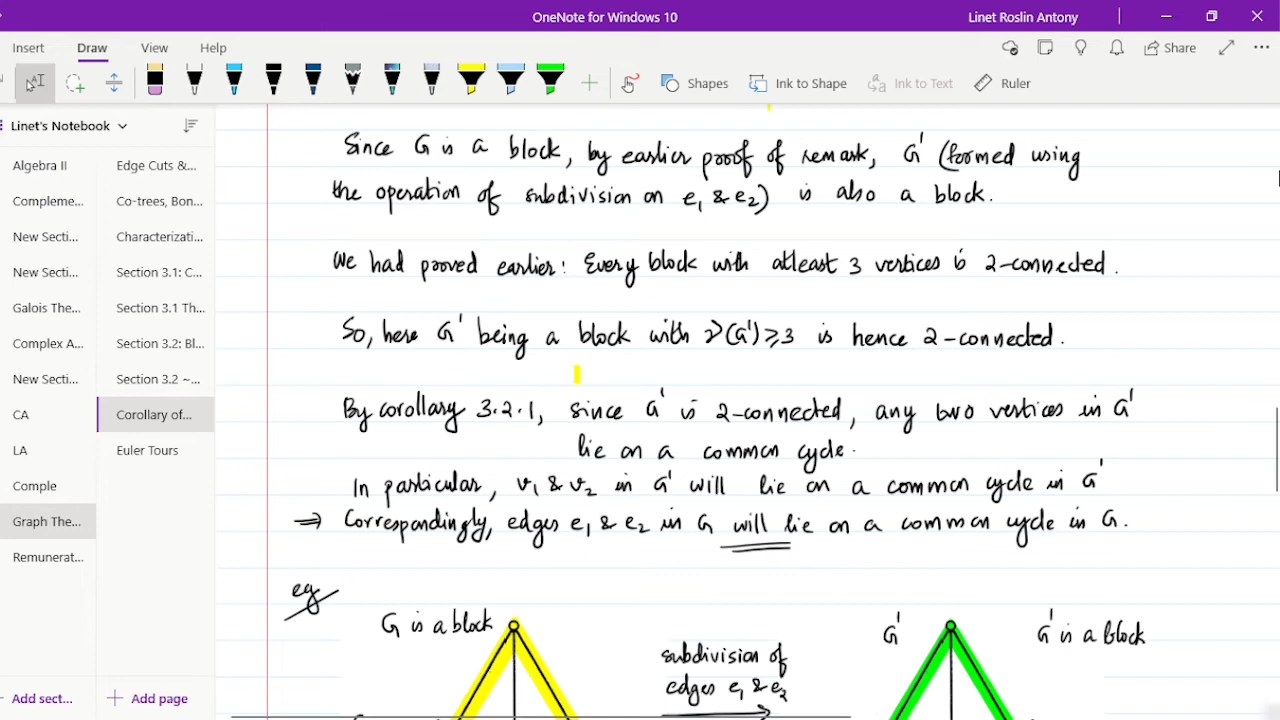 OneNote for Windows 10
Linet Roslin Antony
Insert
Draw
View
Help
Share
Shapes
Ink to Shape
Ink to Text
Ruler
Linet's Notebook
Algebra II
Compleme...
New Secti...
New Secti...
Galois The...
Complex A...
New Secti...
CA
LA
Comple
Graph The...
Remunerat...
Add sect...
Edge Cuts &...
Co-trees, Bon...
Characterizati...
Section 3.1: C...
Section 3.1 Th...
Section 3.2: Bl...
Section 3.2 ~...
Corollary of...
Euler Tours
Add page
Since G is a block, by earlier proof of remark, G' (formed using
the operation of subdivision on e₁ & e₂) is also a block.
We had proved earlier: Every block with atleast 3 vertices is 2-connected.
So, here G' being a block with ν(G') ≥ 3 is hence 2-connected.
By corollary 3.2.1, since G' is 2-connected, any two vertices in G'
lie on a common cycle.
In particular, v₁ & v₂ in G' will lie on a common cycle in G'
⇒ Correspondingly, edges e₁ & e₂ in G will lie on a common cycle in G.
eg
G is a block
subdivision of
edges e₁ & e₂
G'
G' is a block